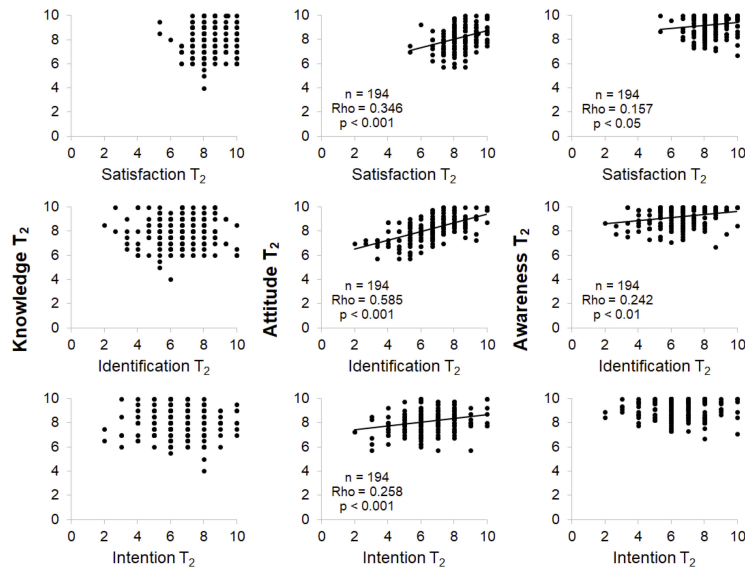 10 8 6 4 2 0
0 2 4 6 8 10
Satisfaction T2
10 8 6 4 2 0
n = 194
Rho = 0.346
p < 0.001
0 2 4 6 8 10
Satisfaction T2
10 8 6 4 2 0
n = 194
Rho = 0.157
p < 0.05
0 2 4 6 8 10
Satisfaction T2
Knowledge T2
10 8 6 4 2 0
0 2 4 6 8 10
Identification T2
Attitude T2
10 8 6 4 2 0
n = 194
Rho = 0.585
p < 0.001
0 2 4 6 8 10
Identification T2
Awareness T2
10 8 6 4 2 0
n = 194
Rho = 0.242
p < 0.01
0 2 4 6 8 10
Identification T2
10 8 6 4 2 0
0 2 4 6 8 10
Intention T2
10 8 6 4 2 0
n = 194
Rho = 0.258
p < 0.001
0 2 4 6 8 10
Intention T2
10 8 6 4 2 0
0 2 4 6 8 10
Intention T2